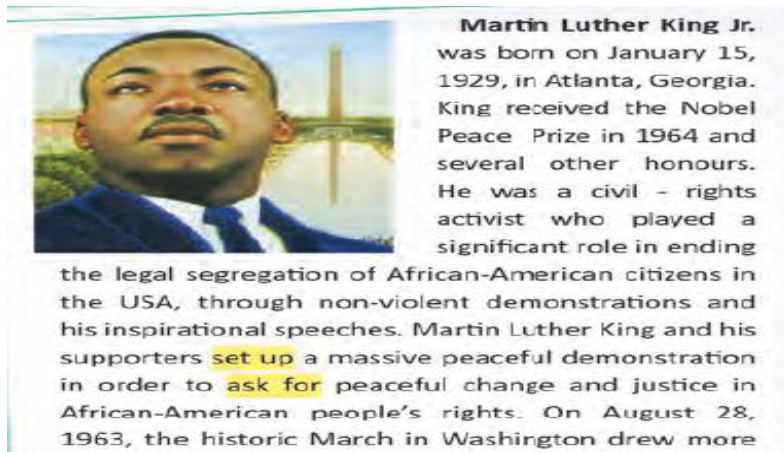 Martin Luther King Jr.
was born on January 15,
1929, in Atlanta, Georgia.
King received the Nobel
Peace Prize in 1964 and
several other honours.
He was a civil - rights
activist who played a
significant role in ending
the legal segregation of African-American citizens in
the USA, through non-violent demonstrations and
his inspirational speeches. Martin Luther King and his
supporters set up a massive peaceful demonstration
in order to ask for peaceful change and justice in
African-American people's rights. On August 28,
1963, the historic March in Washington drew more